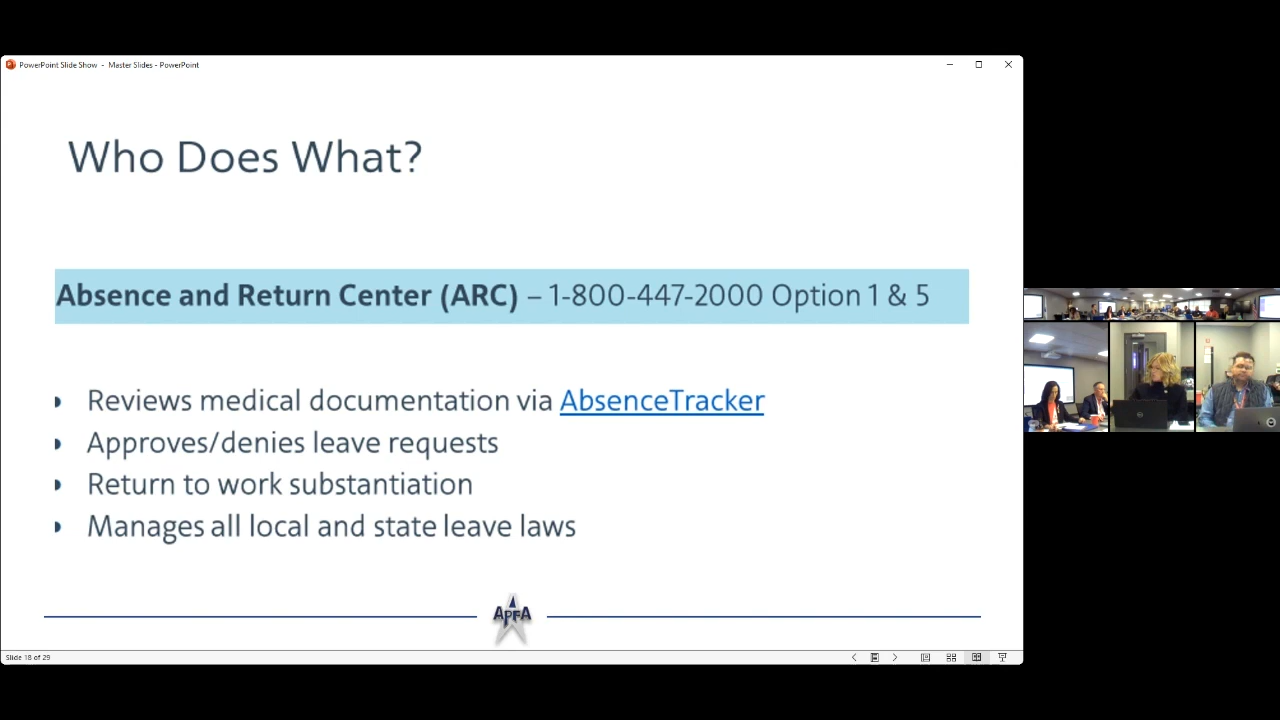 PowerPoint Slide Show - Master Slides - PowerPoint
Who Does What?
Absence and Return Center (ARC) – 1-800-447-2000 Option 1 & 5
Reviews medical documentation via AbsenceTracker
Approves/denies leave requests
Return to work substantiation
Manages all local and state leave laws
APFA
Slide 18 of 29